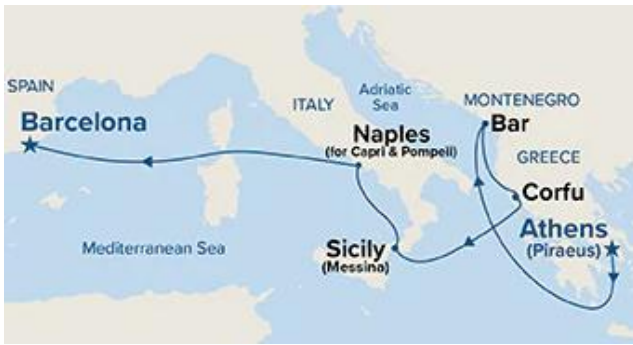 SPAIN
Barcelona
ITALY
Adriatic
Sea
MONTENEGRO
Bar
Naples
(for Capri & Pompeii)
GREECE
Corfu
Athens
(Piraeus)
Mediterranean Sea
Sicily
(Messina)